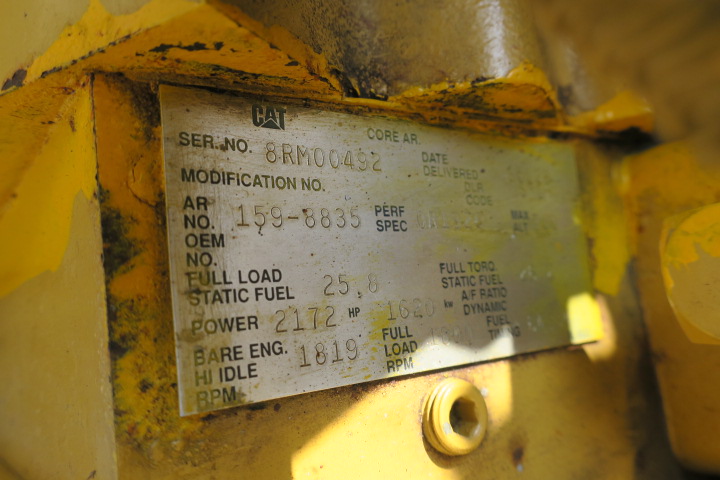 CAT
SER. NO. 8RM00492 CORE AR
MODIFICATION NO. DATE DELIVERED
DLR CODE
AR NO. 159-8835 PERF SPEC MAX ALT
OEM NO.
FULL LOAD STATIC FUEL 25,8 FULL TORQ STATIC FUEL
POWER 2172 HP kW A/F RATIO DYNAMIC
BARE ENG. HI IDLE RPM 1819 FULL LOAD RPM FUEL